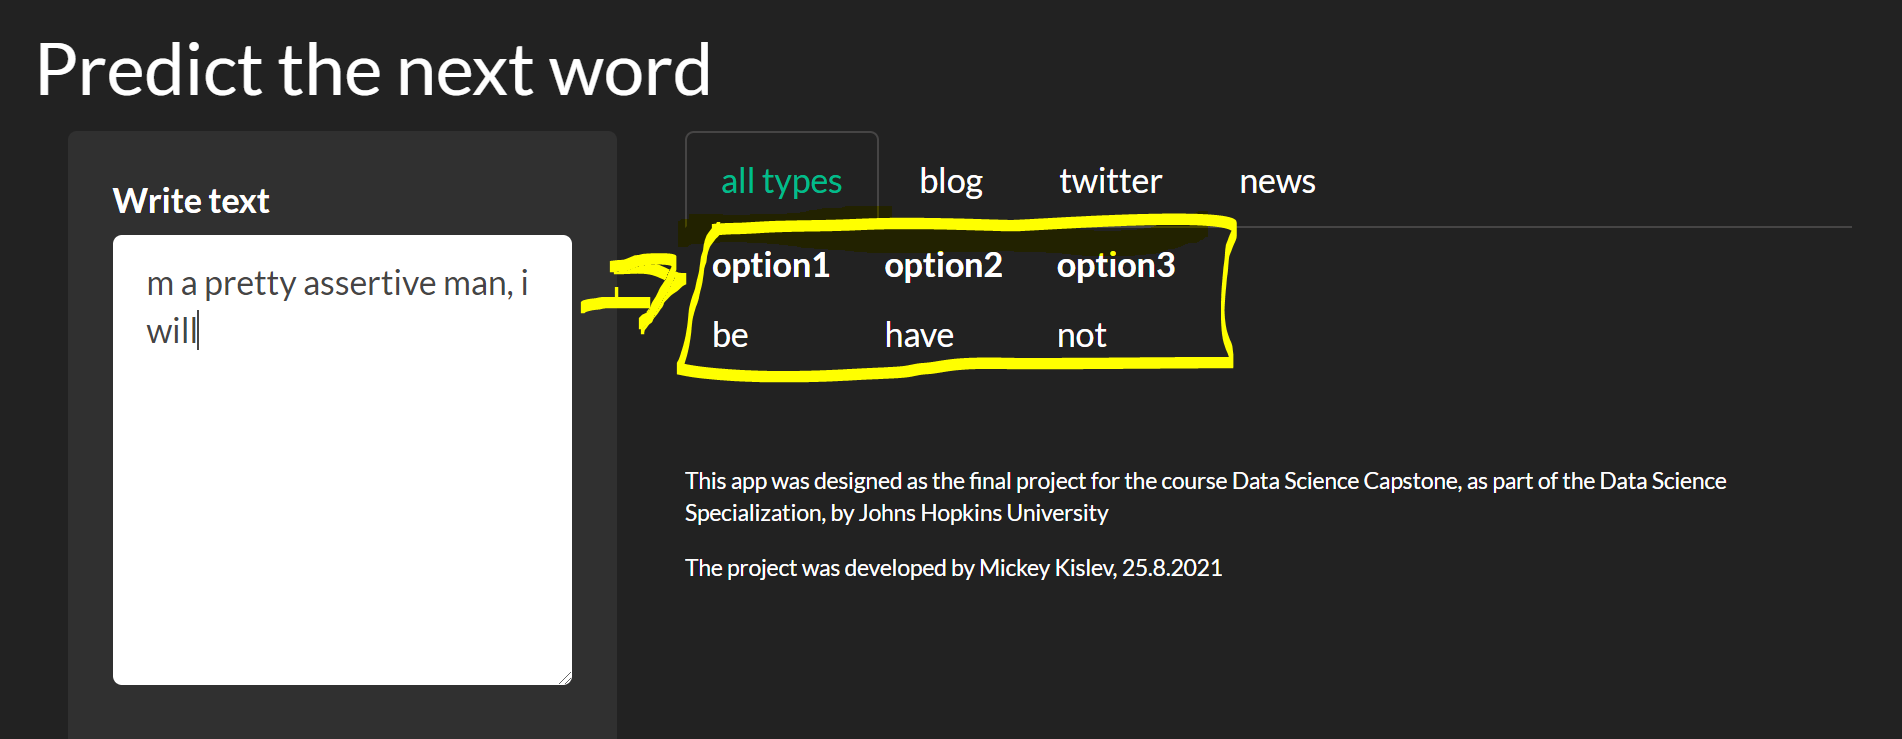 Predict the next word
Write text
m a pretty assertive man, i
will
all types blog twitter news
option1 option2 option3
be have not
This app was designed as the final project for the course Data Science Capstone, as part of the Data Science
Specialization, by Johns Hopkins University
The project was developed by Mickey Kislev, 25.8.2021